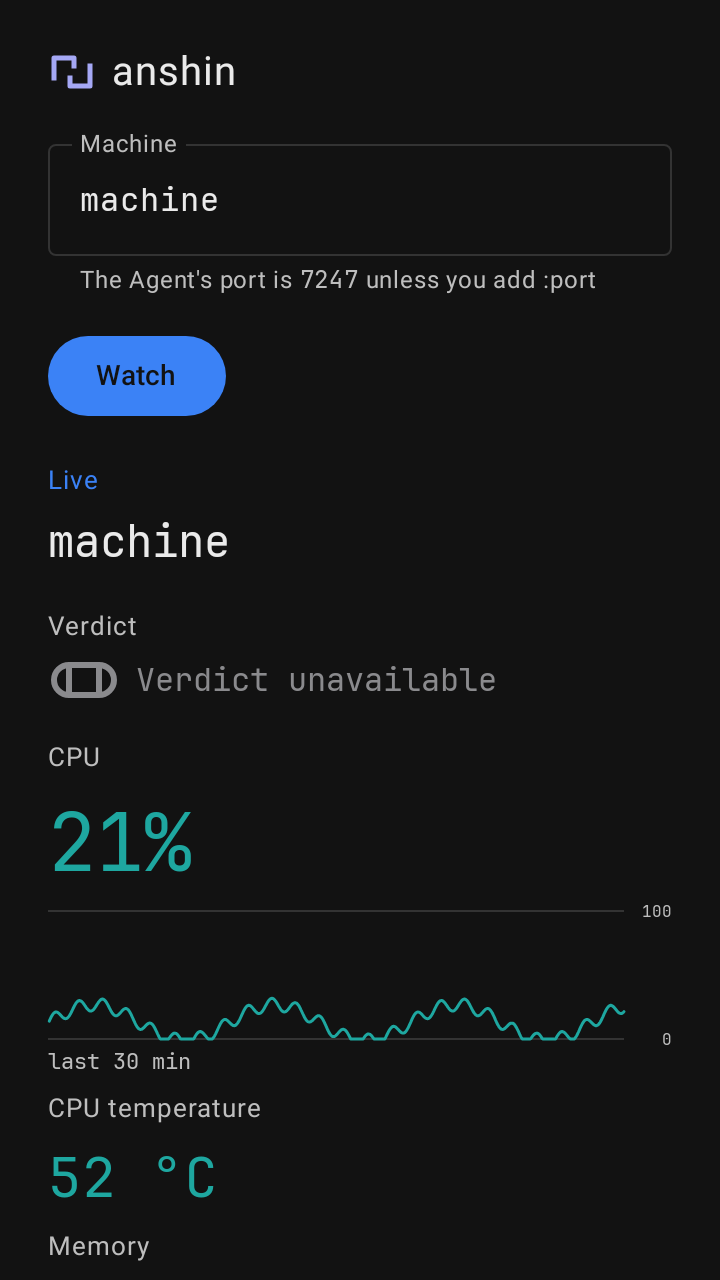 anshin
Machine
machine
The Agent's port is 7247 unless you add :port
Watch
Live
machine
Verdict
Verdict unavailable
CPU
21%
100
0
last 30 min
CPU temperature
52 °C
Memory